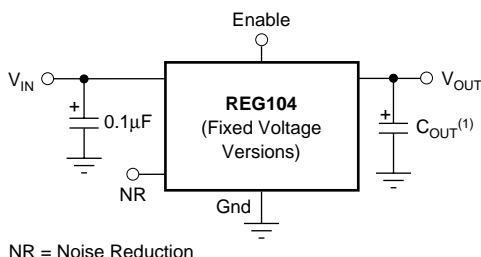 Enable
V_IN
V_OUT
REG104
(Fixed Voltage
Versions)
+
0.1µF
+
C_OUT(1)
NR
Gnd
NR = Noise Reduction